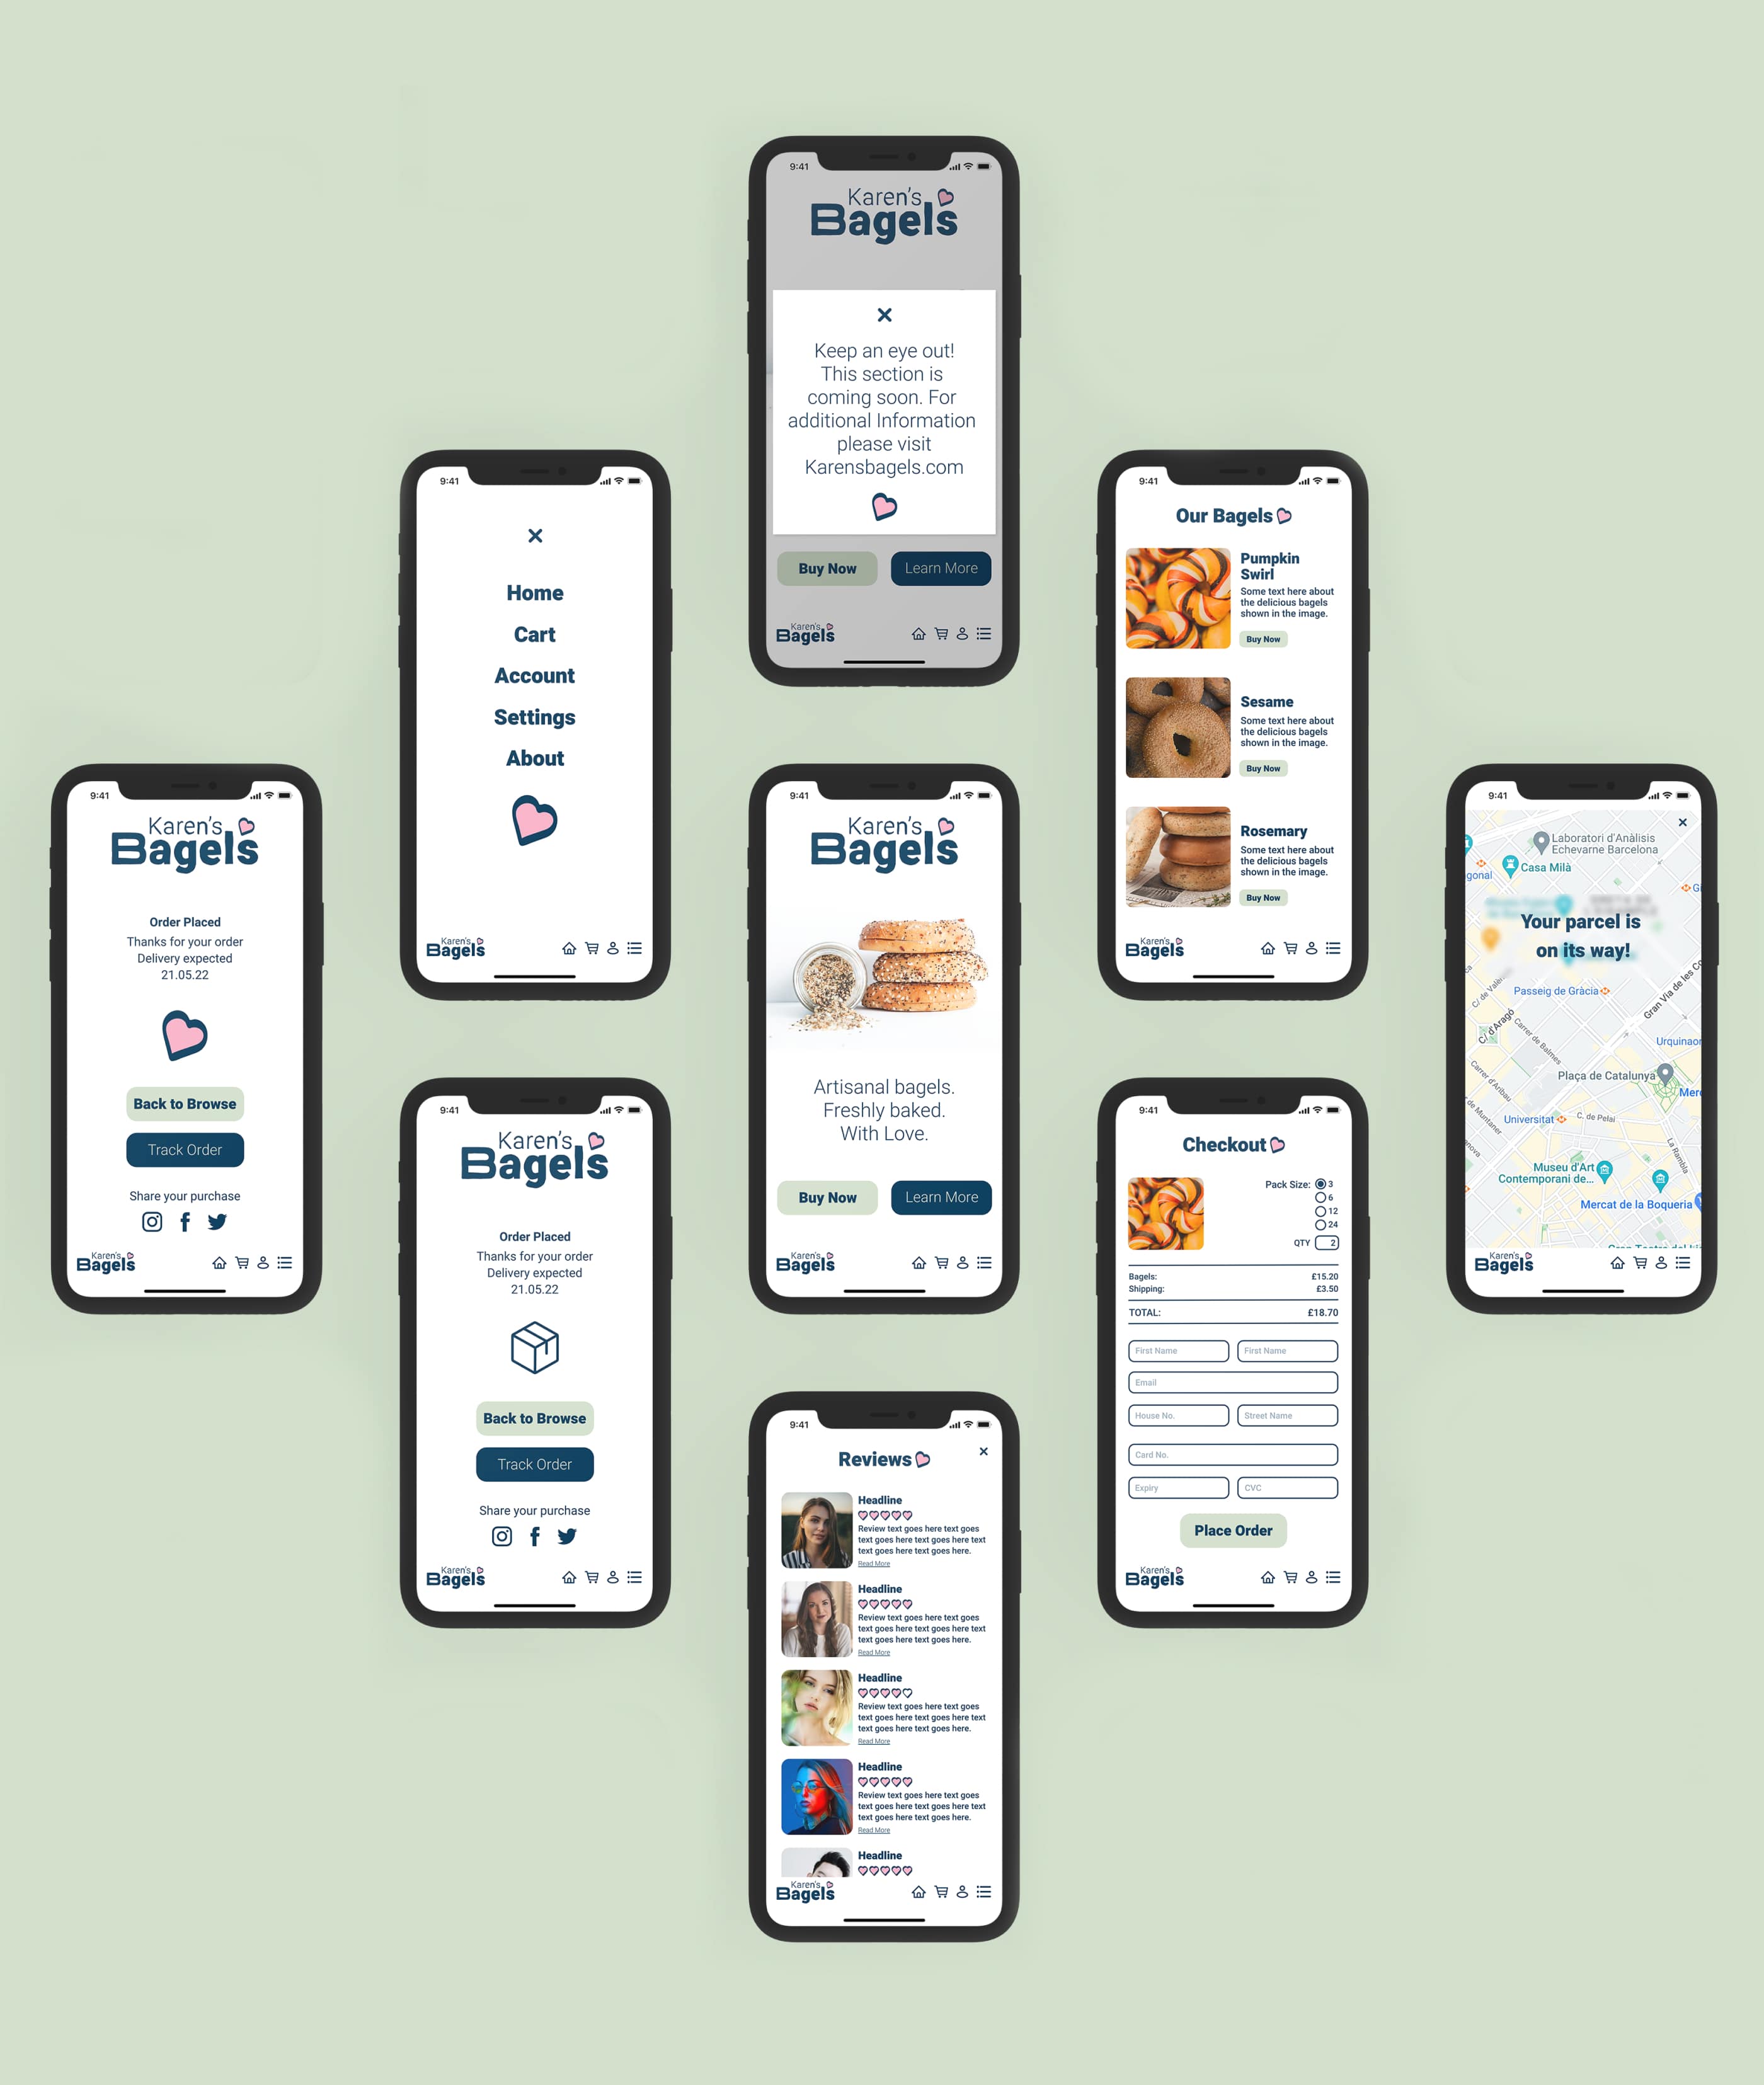 9:41
Karen's
Bagels
Keep an eye out!
This section is
coming soon. For
additional Information
please visit
Karensbagels.com
Buy Now
Learn More
Karen's
Bagels
9:41
Home
Cart
Account
Settings
About
Karen's
Bagels
9:41
Our Bagels
Pumpkin
Swirl
Some text here about
the delicious bagels
shown in the image.
Buy Now
Sesame
Some text here about
the delicious bagels
shown in the image.
Buy Now
Rosemary
Some text here about
the delicious bagels
shown in the image.
Buy Now
Karen's
Bagels
9:41
Karen's
Bagels
Order Placed
Thanks for your order
Delivery expected
21.05.22
Back to Browse
Track Order
Share your purchase
Karen's
Bagels
9:41
Karen's
Bagels
Artisanal bagels.
Freshly baked.
With Love.
Buy Now
Learn More
Karen's
Bagels
9:41
Laboratori d'Anàlisis
Echevarne Barcelona
Casa Milà
gonal
Gi
Your parcel is
on its way!
C/ de Valèn
Passeig de Gràcia
Gran Via de les Co
C/ d'Aragó
Carrer de Balmes
Urquinaon
Carrer d'Aribau
Plaça de Catalunya
Merc
de Muntaner
Universitat
C. de Pelai
nova
La Rambla
Museu d'Art
Contemporani de...
Mercat de la Boqueria
Karen's
Bagels
9:41
Karen's
Bagels
Order Placed
Thanks for your order
Delivery expected
21.05.22
Back to Browse
Track Order
Share your purchase
Karen's
Bagels
9:41
Checkout
Pack Size: 3
6
12
24
QTY 2
Bagels: £15.20
Shipping: £3.50
TOTAL: £18.70
First Name First Name
Email
House No. Street Name
Card No.
Expiry CVC
Place Order
Karen's
Bagels
9:41
Reviews
Headline
Review text goes here text goes
text goes here text goes here text
text goes here text goes here.
Read More
Headline
Review text goes here text goes
text goes here text goes here text
text goes here text goes here.
Read More
Headline
Review text goes here text goes
text goes here text goes here text
text goes here text goes here.
Read More
Headline
Review text goes here text goes
text goes here text goes here text
text goes here text goes here.
Read More
Headline
Karen's
Bagels